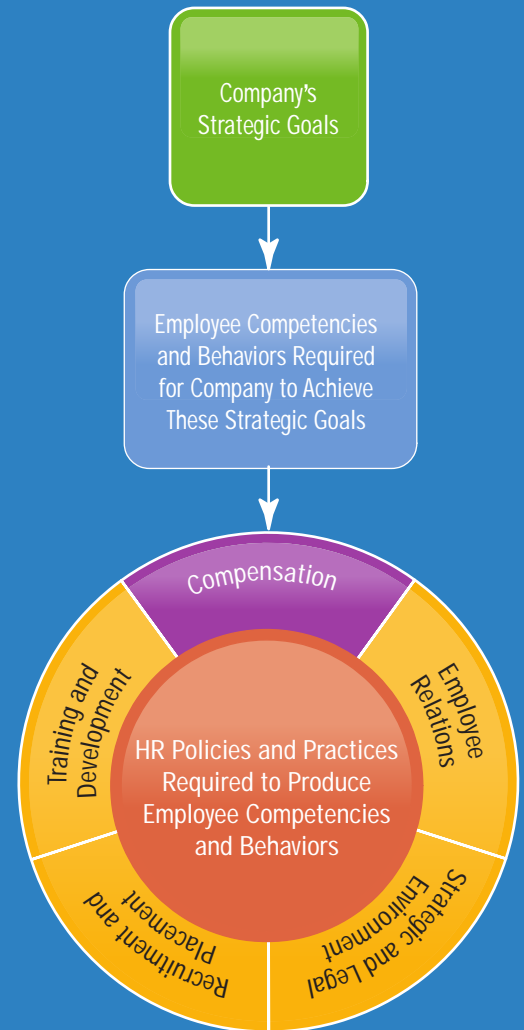 Company's
Strategic Goals
Employee Competencies
and Behaviors Required
for Company to Achieve
These Strategic Goals
Compensation
Training and
Development
Employee
Relations
HR Policies and Practices
Required to Produce
Employee Competencies
and Behaviors
Recruitment and
Placement
Strategic and Legal
Environment